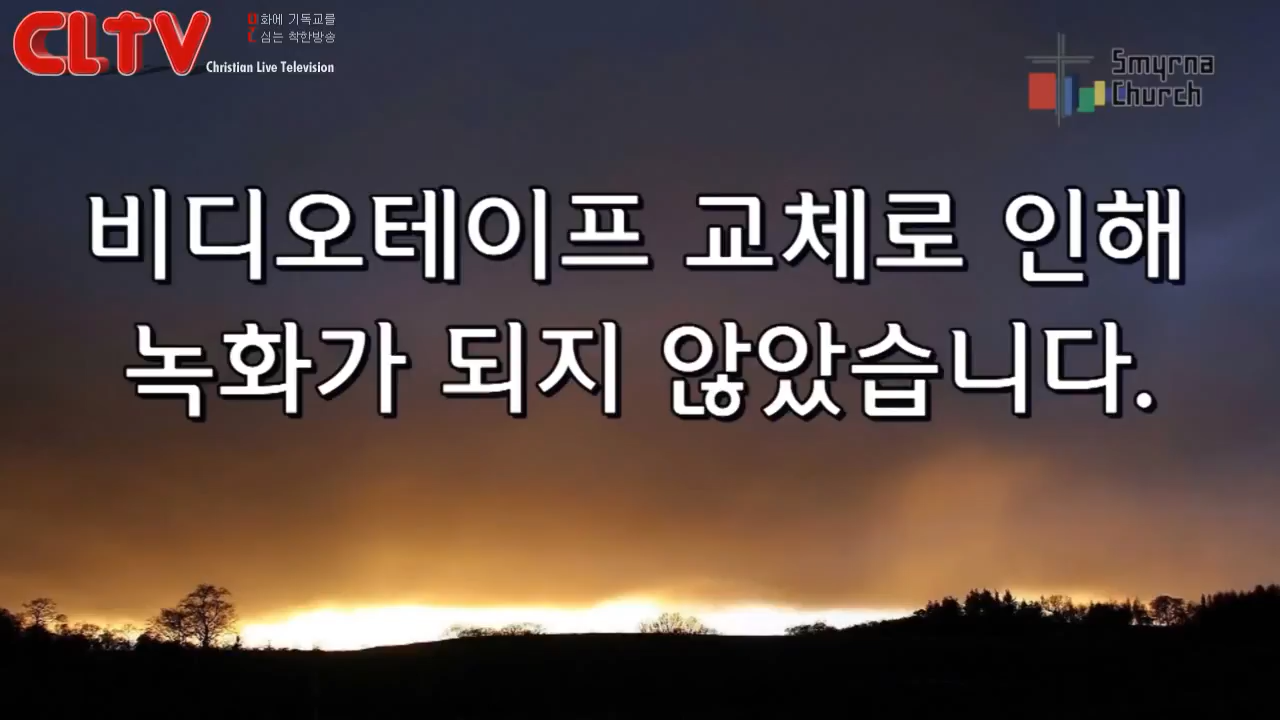 CLTV
화에 기독교를
심는 착한방송
Christian Live Television
Smyrna
Church
비디오테이프 교체로 인해
녹화가 되지 않았습니다.